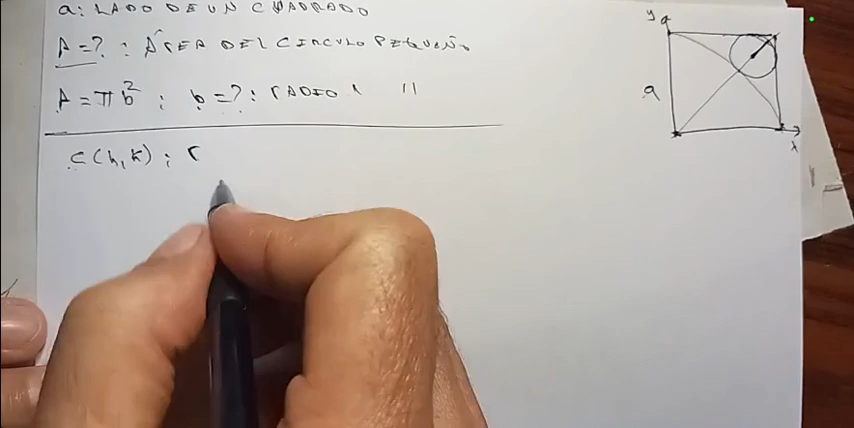 a: LADO DE UN CUADRADO
A=? : ÁREA DEL CIRCULO PEQUEÑO
A = πb² ; b=? : RADIO " "
C(h,k) ; r
y a
a
x